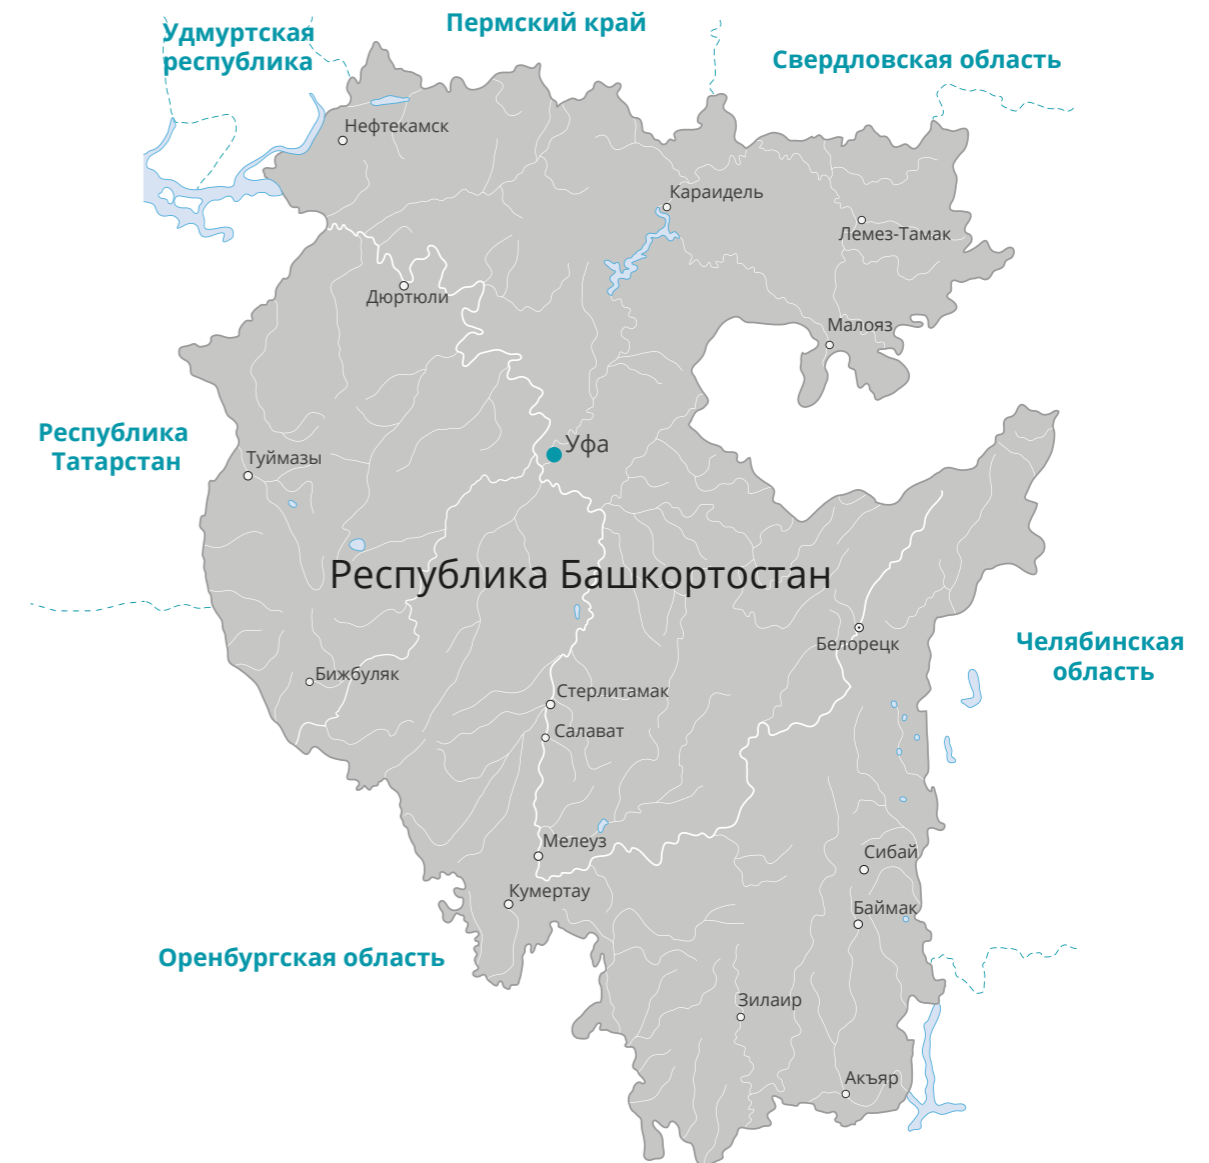 Пермский край
Удмуртская
республика
Свердловская область
Нефтекамск
Караидель
Лемез-Тамак
Дюртюли
Малояз
Республика
Татарстан
Уфа
Туймазы
Республика Башкортостан
Белорецк
Челябинская
область
Бижбуляк
Стерлитамак
Салават
Мелеуз
Сибай
Кумертау
Баймак
Оренбургская область
Зилаир
Акъяр